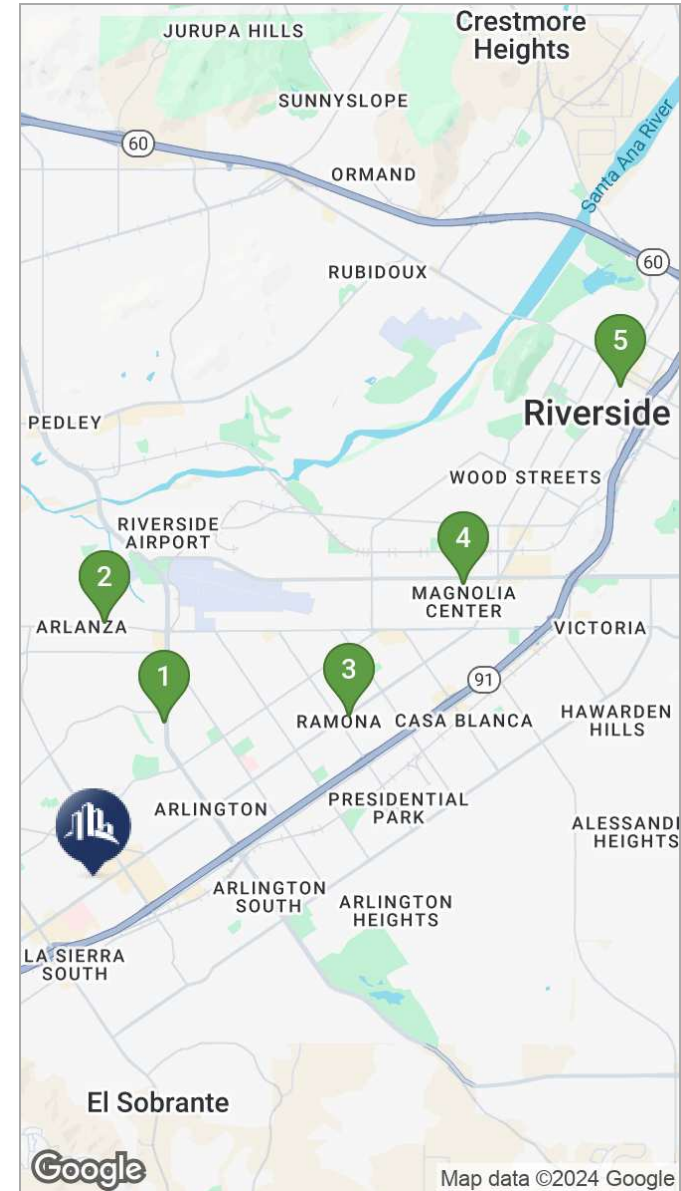 Crestmore
Heights
JURUPA HILLS
SUNNYSLOPE
60
ORMAND
Santa Ana River
RUBIDOUX
60
5
Riverside
PEDLEY
WOOD STREETS
RIVERSIDE
AIRPORT
4
2
MAGNOLIA
CENTER
ARLANZA
VICTORIA
1
3
91
RAMONA
CASA BLANCA
HAWARDEN
HILLS
ARLINGTON
PRESIDENTIAL
PARK
ALESSANDI
HEIGHTS
ARLINGTON
SOUTH
ARLINGTON
HEIGHTS
LA SIERRA
SOUTH
El Sobrante
Google
Map data ©2024 Google